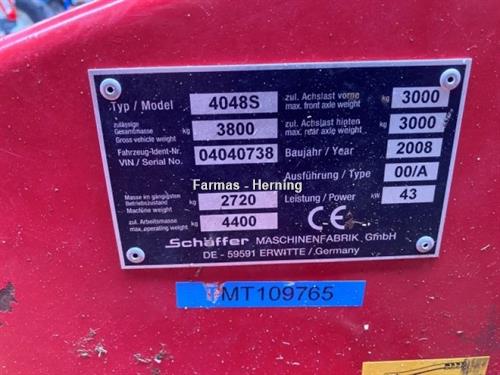 Typ / Model 4048S
zulässige Gesamtmasse
Gross vehicle weight kg 3800
Fahrzeug-Ident-Nr.
VIN / Serial No. 04040738
Masse im gängigsten
Betriebszustand
Machine weight kg 2720
zul. Arbeitsmasse
max. operating weight kg 4400
zul. Achslast vorne
max. front axle weight kg 3000
zul. Achslast hinten
max. rear axle weight kg 3000
Baujahr / Year 2008
Ausführung / Type 00/A
Leistung / Power kW 43
CE
Farmas - Herning
Schäffer MASCHINENFABRIK GmbH
DE - 59591 ERWITTE / Germany
MT109765